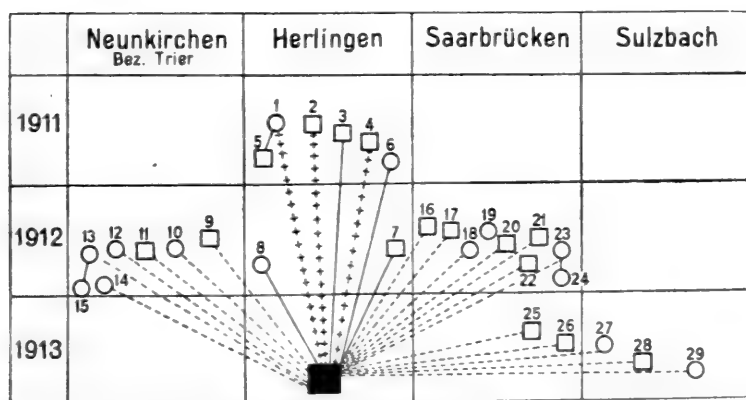 Neunkirchen Herlingen Saarbrücken Sulzbach
Bez. Trier
1911 1 2 3 4 5 6
1912 7 8 9 10 11 12 13 14 15 16 17 18 19 20 21 22 23 24
1913 25 26 27 28 29